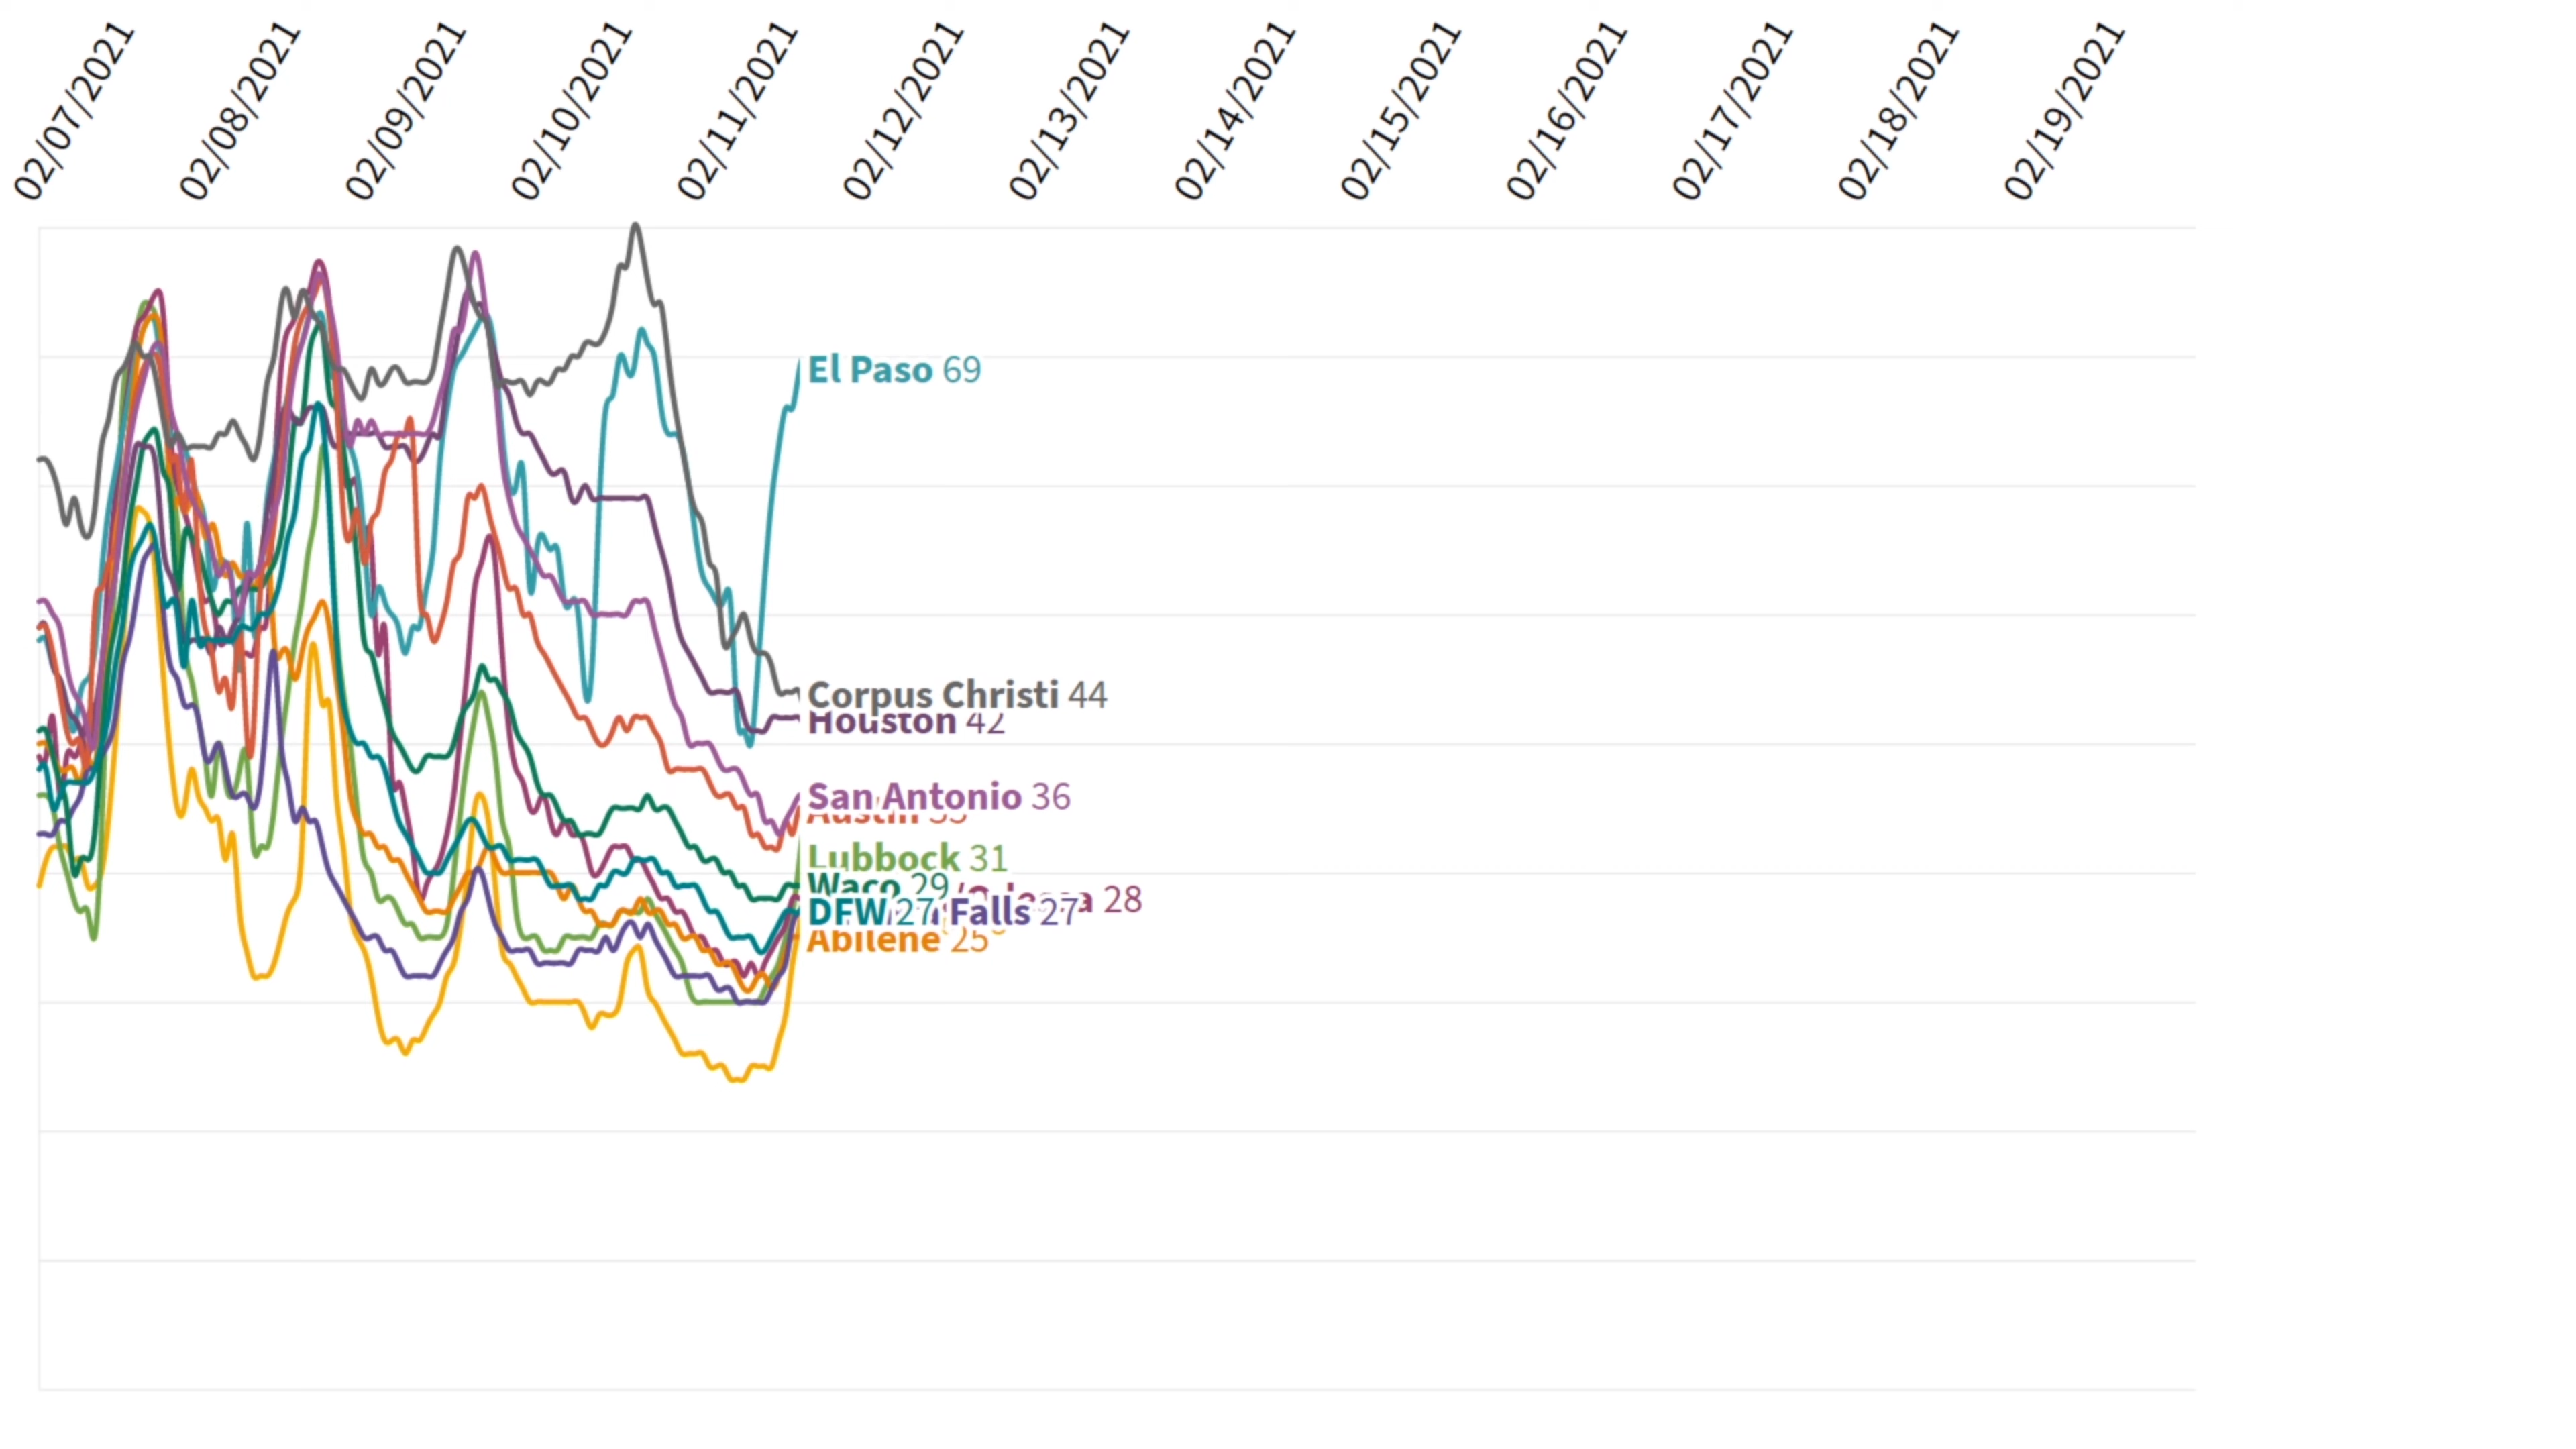 02/07/2021
02/08/2021
02/09/2021
02/10/2021
02/11/2021
02/12/2021
02/13/2021
02/14/2021
02/15/2021
02/16/2021
02/17/2021
02/18/2021
02/19/2021
El Paso 69
Corpus Christi 44
Houston 42
San Antonio 36
Austin 35
Lubbock 31
Waco 29
28
DFW 27
Falls 27
Abilene 25